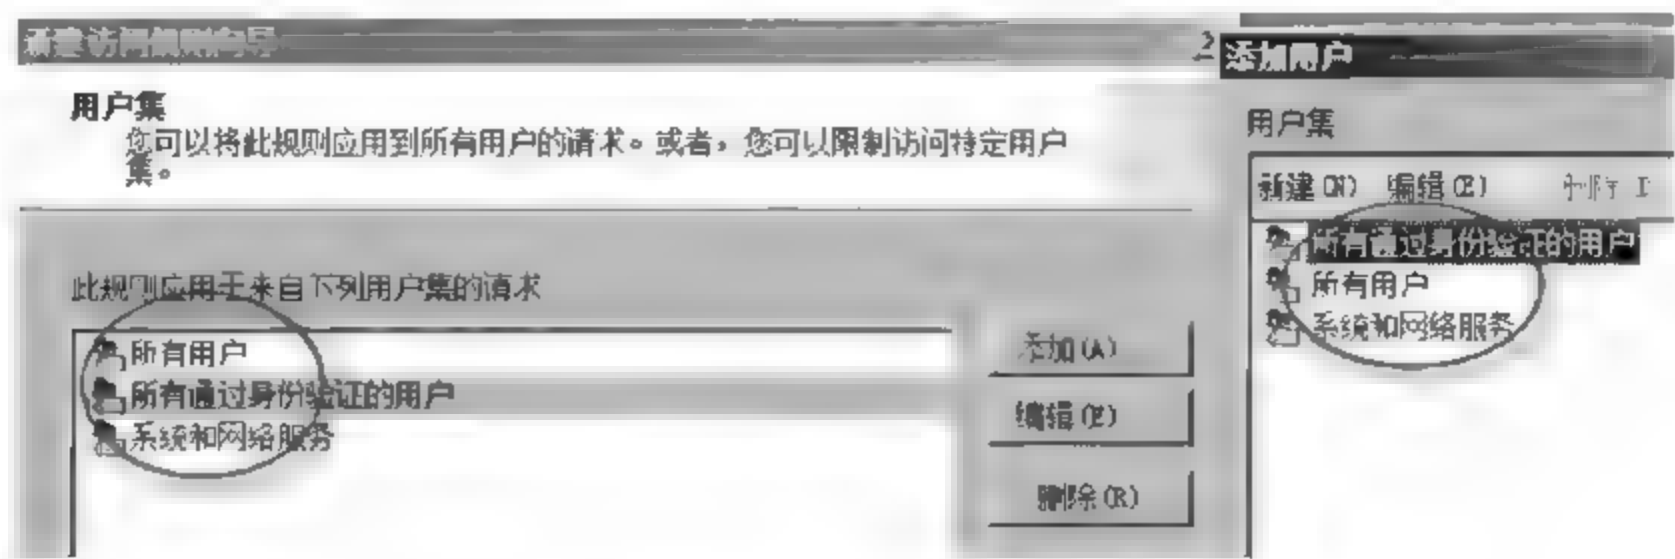 新建访问规则向导
用户集
您可以将此规则应用到所有用户的请求。或者，您可以限制访问特定用户
集。
此规则应用于来自下列用户集的请求
所有用户
所有通过身份验证的用户
系统和网络服务
添加(A)
编辑(E)
删除(R)
添加用户
用户集
新建(N) 编辑(E) 删除
所有通过身份验证的用户
所有用户
系统和网络服务